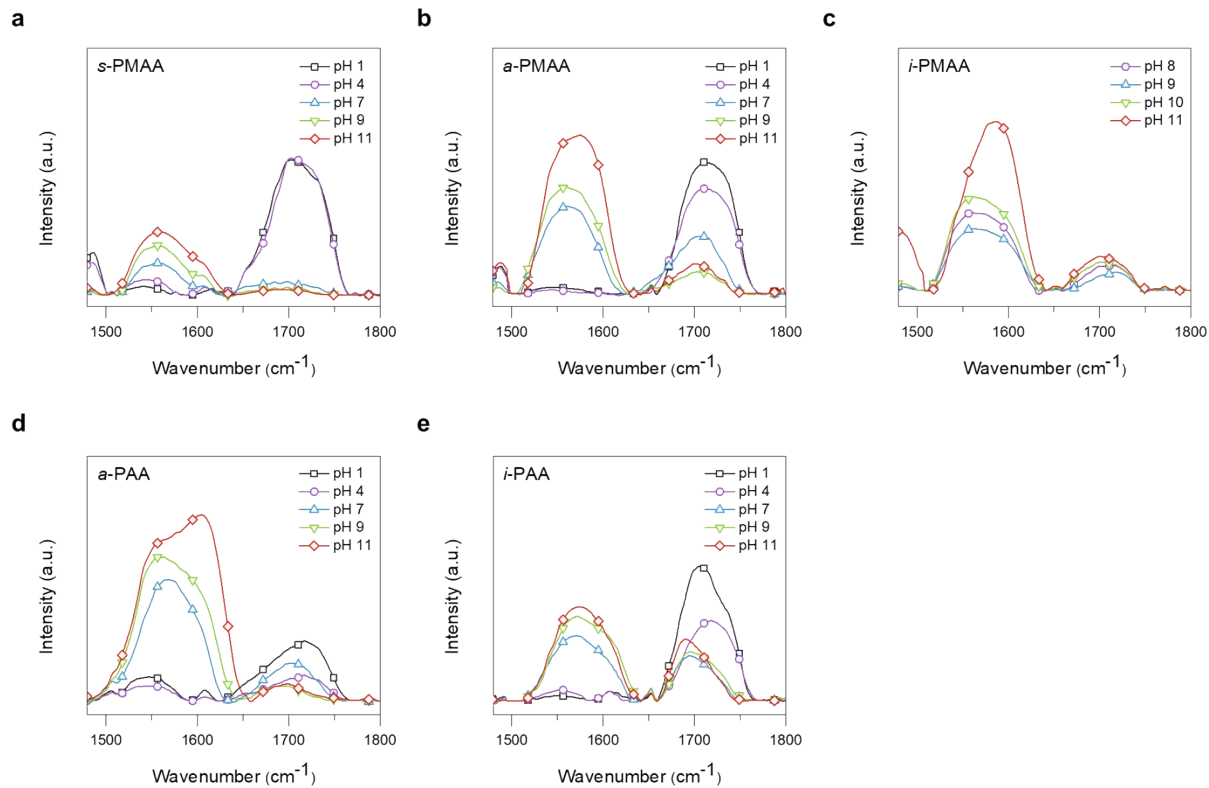 a
s-PMAA
pH 1
pH 4
pH 7
pH 9
pH 11
Intensity (a.u.)
1500 1600 1700 1800
Wavenumber (cm⁻¹)
b
a-PMAA
pH 1
pH 4
pH 7
pH 9
pH 11
Intensity (a.u.)
1500 1600 1700 1800
Wavenumber (cm⁻¹)
c
i-PMAA
pH 8
pH 9
pH 10
pH 11
Intensity (a.u.)
1500 1600 1700 1800
Wavenumber (cm⁻¹)
d
a-PAA
pH 1
pH 4
pH 7
pH 9
pH 11
Intensity (a.u.)
1500 1600 1700 1800
Wavenumber (cm⁻¹)
e
i-PAA
pH 1
pH 4
pH 7
pH 9
pH 11
Intensity (a.u.)
1500 1600 1700 1800
Wavenumber (cm⁻¹)